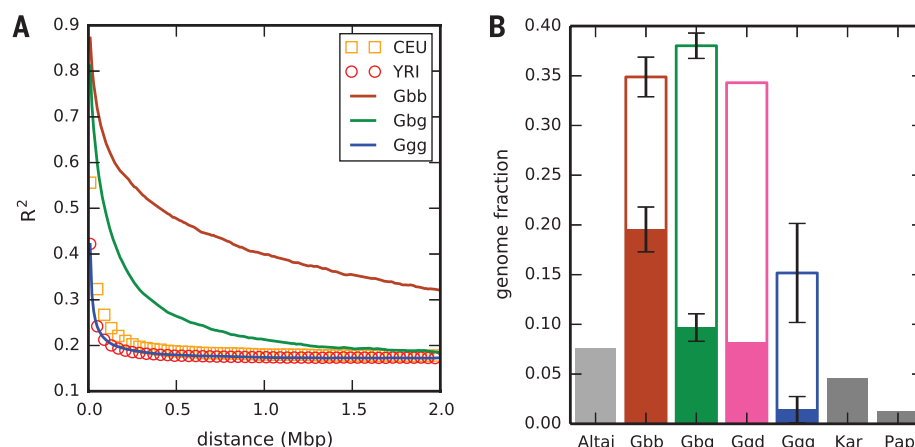 A
B
0.9
0.8
0.7
0.6
0.5
0.4
0.3
0.2
0.1
R²
CEU
YRI
Gbb
Gbg
Ggg
0.0
0.5
1.0
1.5
2.0
distance (Mbp)
0.40
0.35
0.30
0.25
0.20
0.15
0.10
0.05
0.00
genome fraction
Altai
Gbb
Gbg
Ggd
Ggg
Kar
Pap